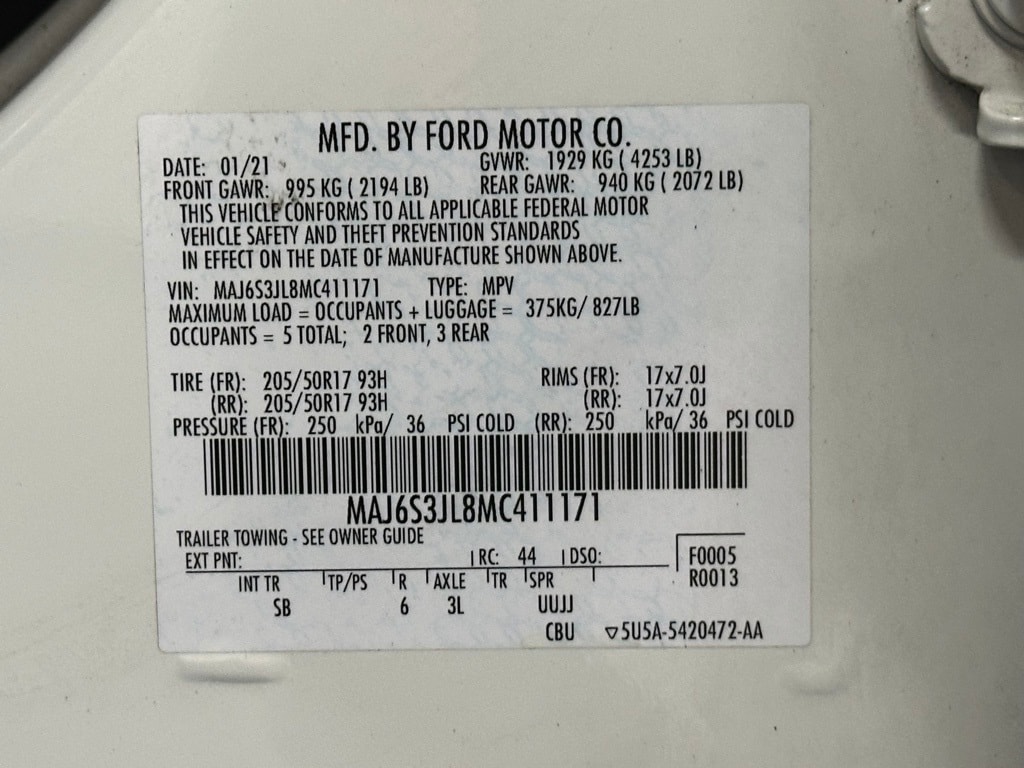 MFD. BY FORD MOTOR CO.
DATE: 01/21 GVWR: 1929 KG ( 4253 LB)
FRONT GAWR: 995 KG ( 2194 LB) REAR GAWR: 940 KG ( 2072 LB)
THIS VEHICLE CONFORMS TO ALL APPLICABLE FEDERAL MOTOR
VEHICLE SAFETY AND THEFT PREVENTION STANDARDS
IN EFFECT ON THE DATE OF MANUFACTURE SHOWN ABOVE.
VIN: MAJ6S3JL8MC411171 TYPE: MPV
MAXIMUM LOAD = OCCUPANTS + LUGGAGE = 375KG/ 827LB
OCCUPANTS = 5 TOTAL; 2 FRONT, 3 REAR
TIRE (FR): 205/50R17 93H RIMS (FR): 17x7.0J
(RR): 205/50R17 93H (RR): 17x7.0J
PRESSURE (FR): 250 kPa/ 36 PSI COLD (RR): 250 kPa/ 36 PSI COLD
MAJ6S3JL8MC411171
TRAILER TOWING - SEE OWNER GUIDE
EXT PNT: RC: 44 DSO: F0005
INT TR TP/PS R AXLE TR SPR R0013
SB 6 3L UUJJ
CBU ▽5U5A-5420472-AA